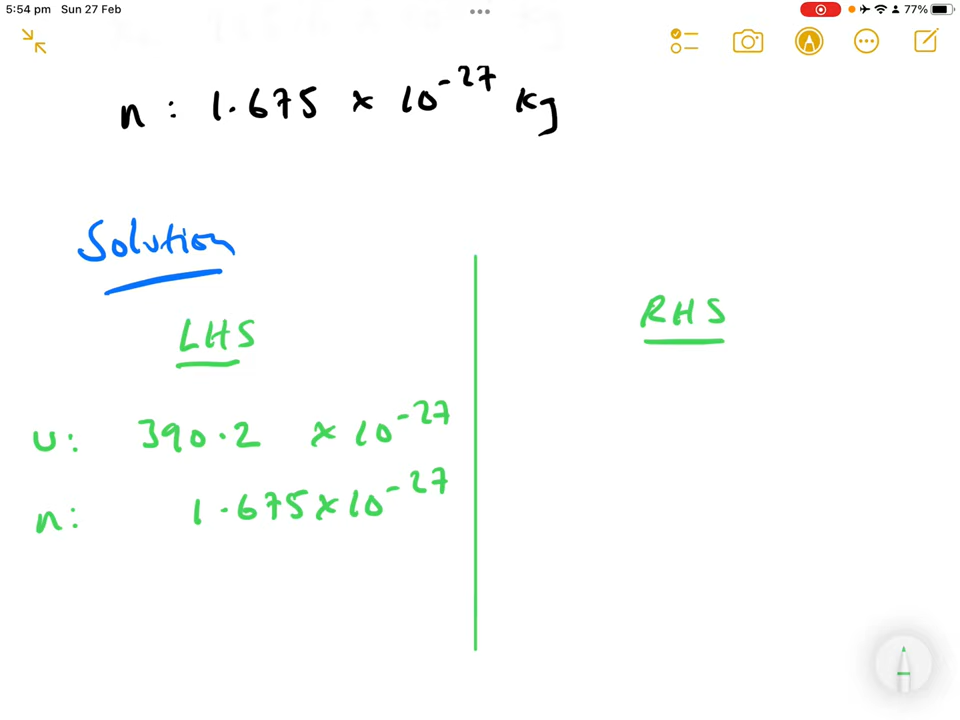 5:54 pm Sun 27 Feb 77%
n : 1.675 × 10⁻²⁷ kg
Solution
LHS
RHS
U: 390.2 × 10⁻²⁷
n: 1.675 × 10⁻²⁷